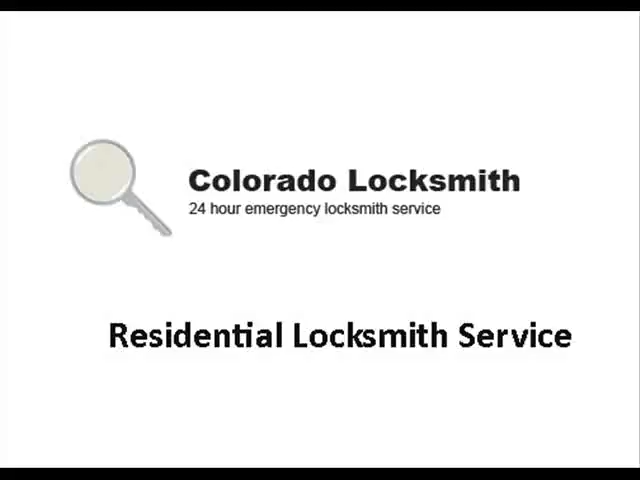 Colorado Locksmith
24 hour emergency locksmith service
Residential Locksmith Service